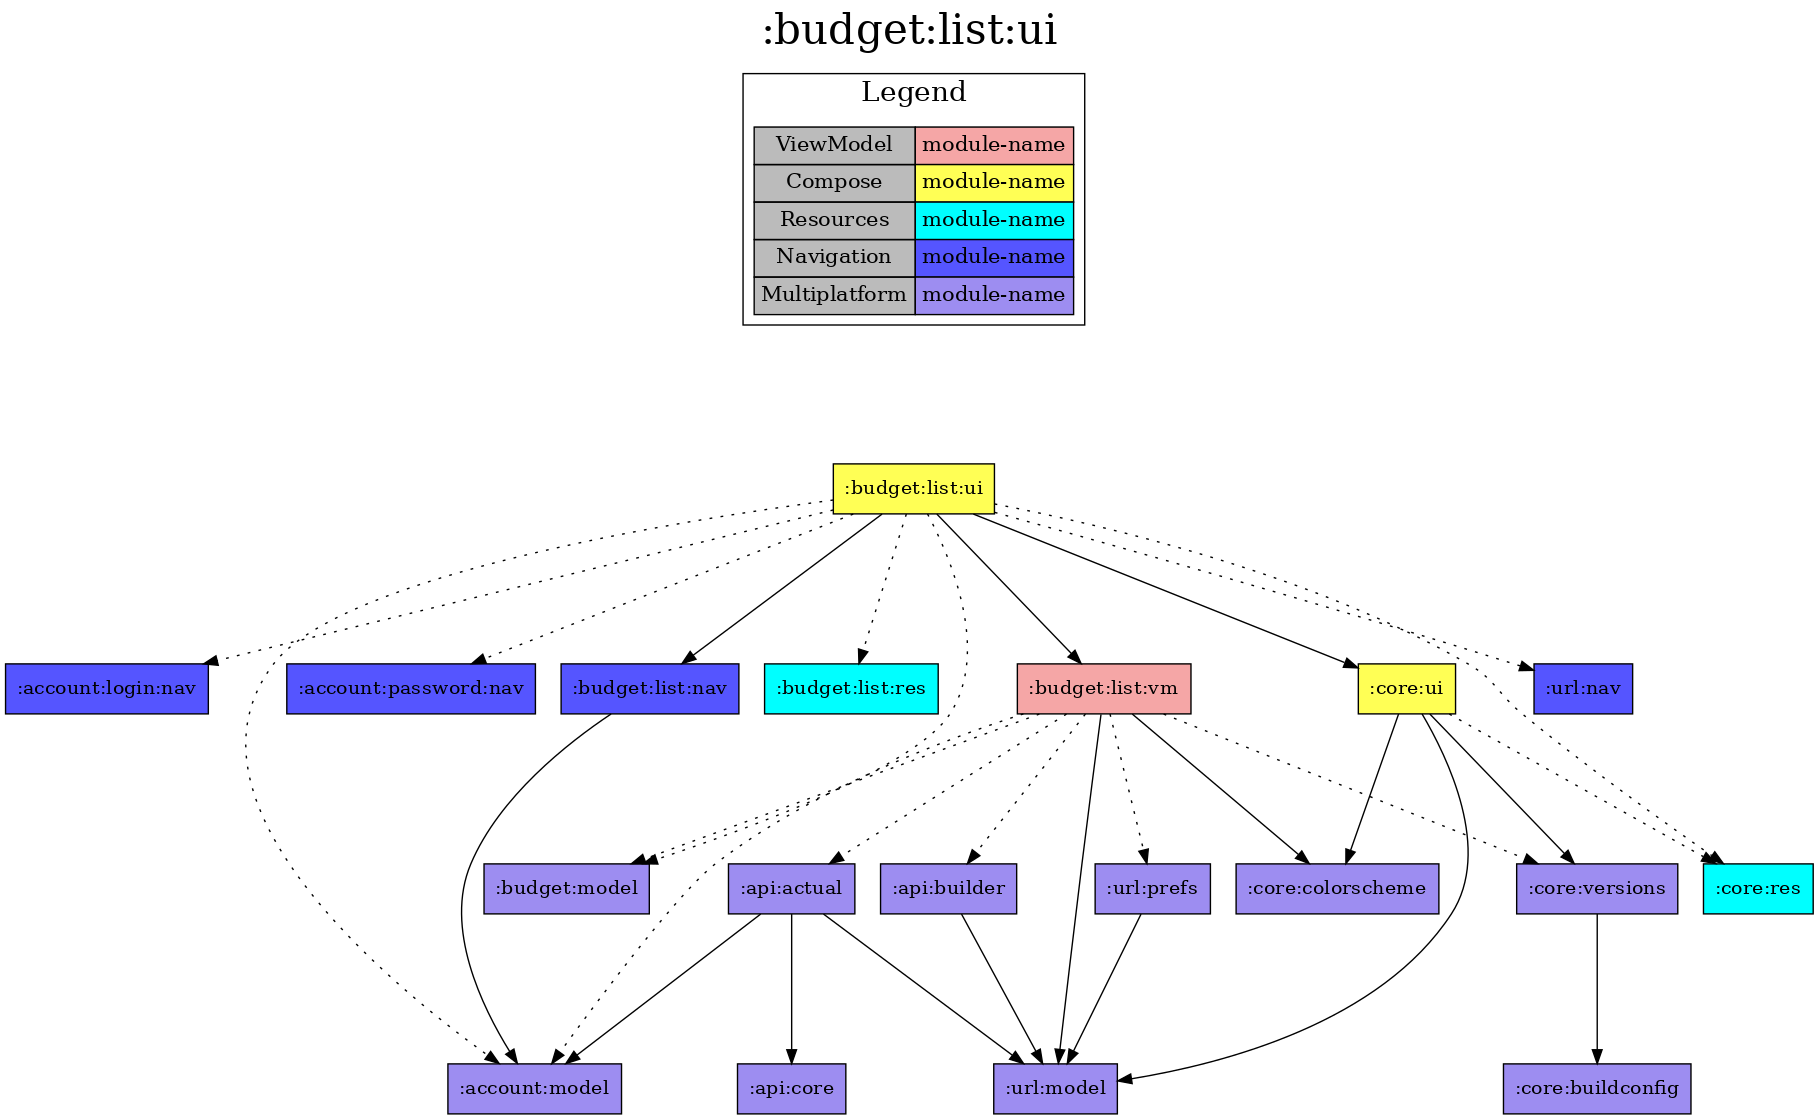 :budget:list:ui
Legend
ViewModel module-name
Compose module-name
Resources module-name
Navigation module-name
Multiplatform module-name
:budget:list:ui
:account:login:nav :account:password:nav :budget:list:nav :budget:list:res :budget:list:vm :core:ui :url:nav
:budget:model :api:actual :api:builder :url:prefs :core:colorscheme :core:versions :core:res
:account:model :api:core :url:model :core:buildconfig